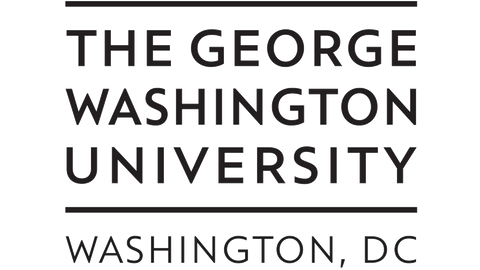 THE GEORGE
WASHINGTON
UNIVERSITY
WASHINGTON, DC